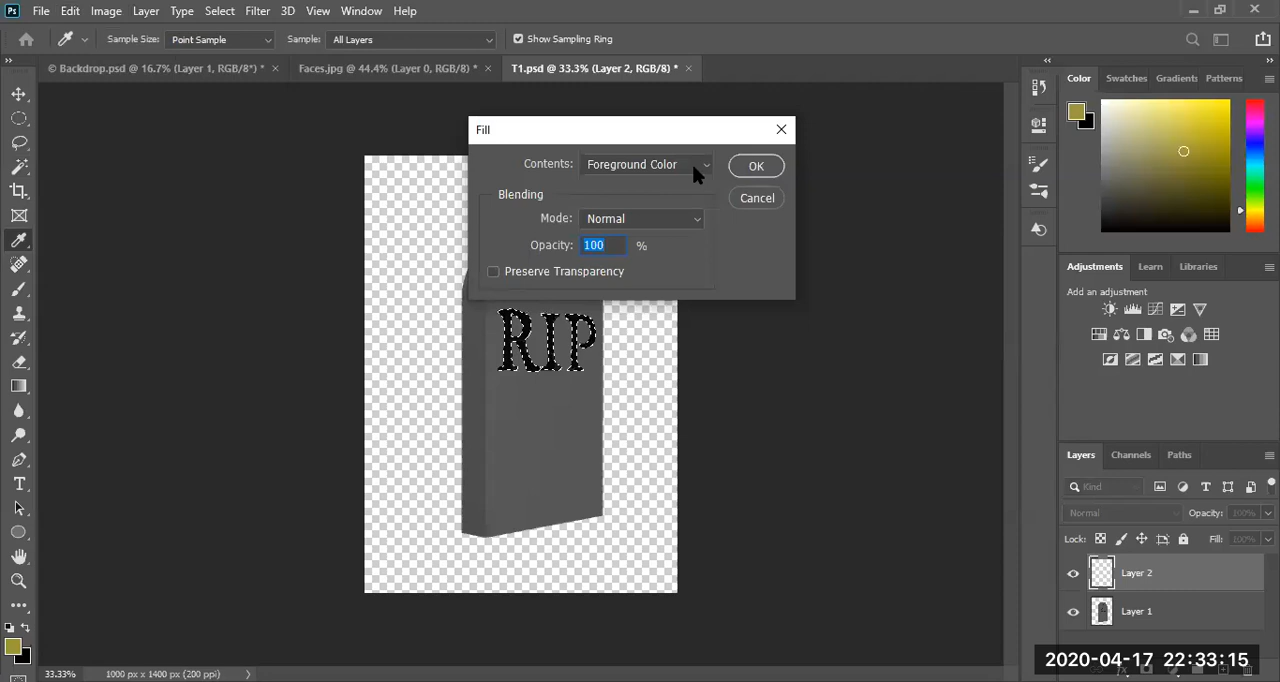 Ps File Edit Image Layer Type Select Filter 3D View Window Help
Sample Size: Point Sample Sample: All Layers Show Sampling Ring
© Backdrop.psd @ 16.7% (Layer 1, RGB/8*) * × Faces.jpg @ 44.4% (Layer 0, RGB/8) * × T1.psd @ 33.3% (Layer 2, RGB/8) * ×
Color Swatches Gradient Patterns
Fill
Contents: Foreground Color OK
Blending
Cancel
Mode: Normal
Opacity: 100 %
Preserve Transparency
RIP
Adjustments Learn Libraries
Add an adjustment
Layers Channels Paths
Kind
Normal Opacity: 100%
Lock: Fill: 100%
Layer 2
Layer 1
2020-04-17 22:33:15
33.33% 1000 px x 1400 px (200 ppi)